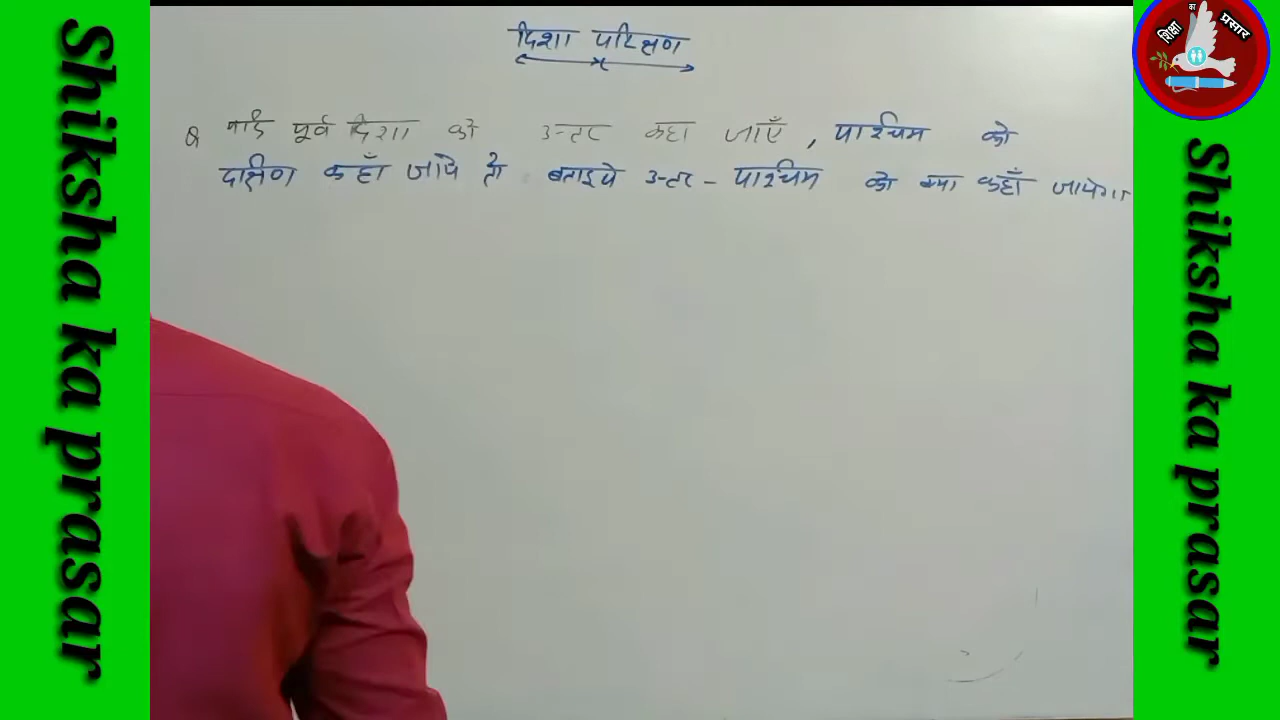 Shiksha ka prasar
दिशा परिक्षण
Q यदि पूर्व दिशा को उत्तर कहा जाएँ , पश्चिम को
दक्षिण कहाँ जाये तो बताइये उत्तर - पश्चिम को क्या कहाँ जायेगा
शिक्षा का प्रसार
Shiksha ka prasar